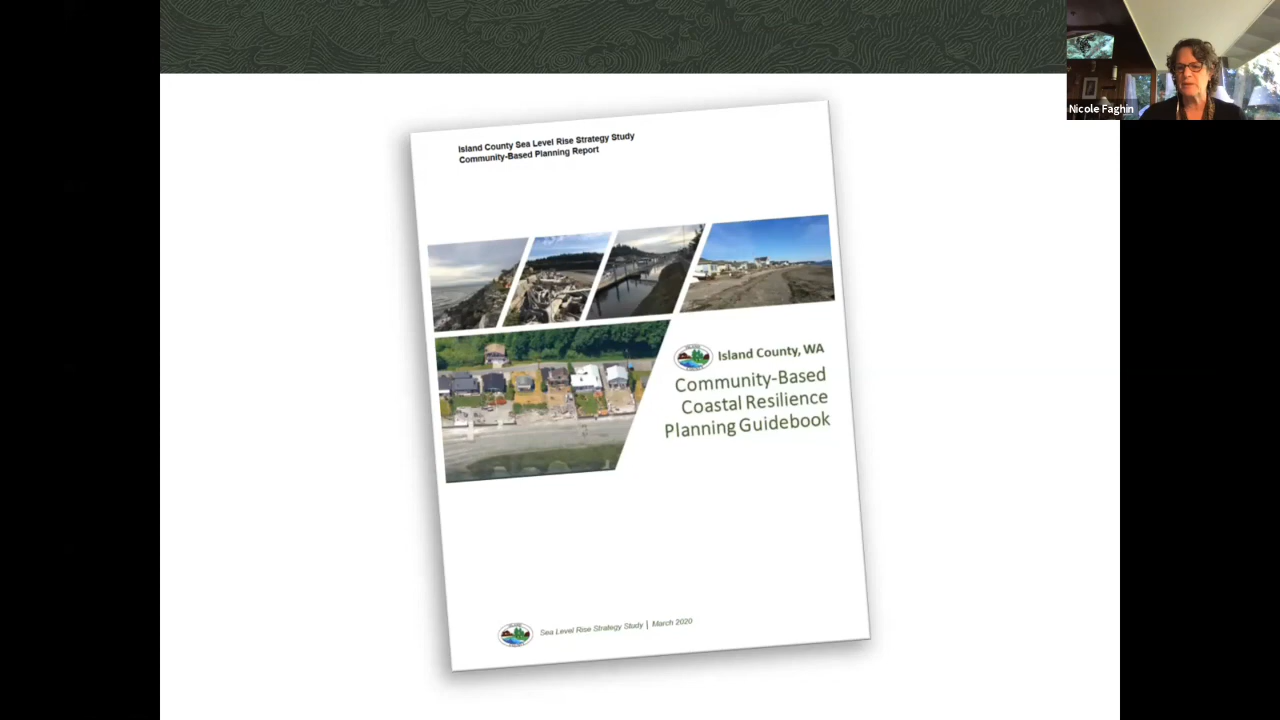 Nicole Faghin
Island County Sea Level Rise Strategy Study
Community-Based Planning Report
Island County, WA
Community-Based
Coastal Resilience
Planning Guidebook
Sea Level Rise Strategy Study | March 2020